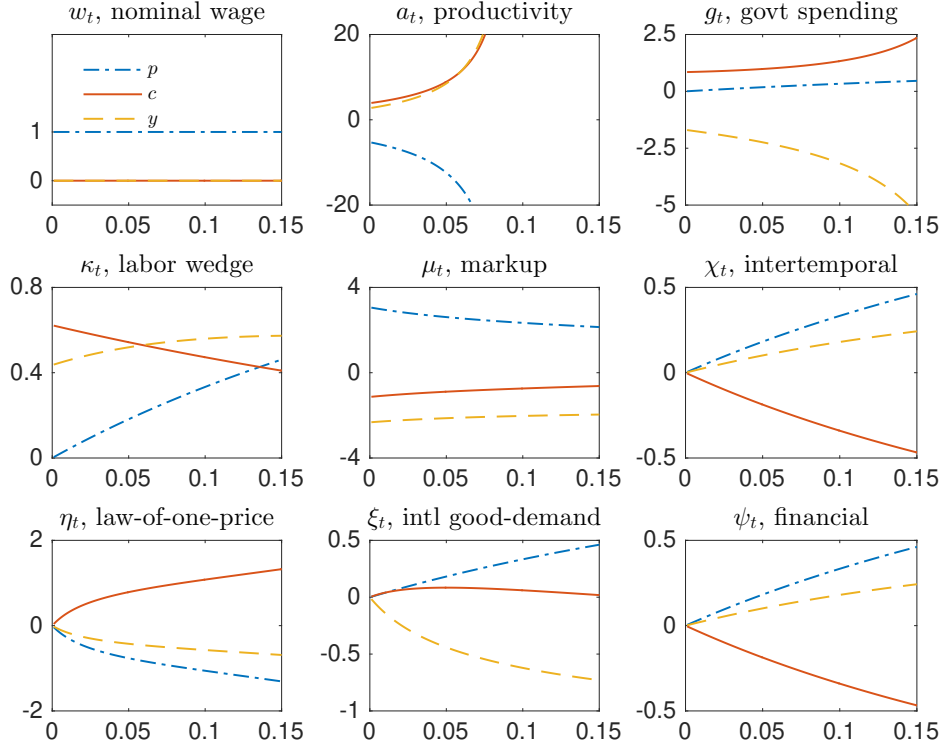 w_t, nominal wage
a_t, productivity
g_t, govt spending
p
c
y
1
0
20
0
-20
2.5
0
-2.5
-5
0 0.05 0.1 0.15
0 0.05 0.1 0.15
0 0.05 0.1 0.15
κ_t, labor wedge
μ_t, markup
χ_t, intertemporal
0.8
0.4
0
4
0
-4
0.5
0
-0.5
0 0.05 0.1 0.15
0 0.05 0.1 0.15
0 0.05 0.1 0.15
η_t, law-of-one-price
ξ_t, intl good-demand
ψ_t, financial
2
0
-2
0.5
0
-0.5
-1
0.5
0
-0.5
0 0.05 0.1 0.15
0 0.05 0.1 0.15
0 0.05 0.1 0.15